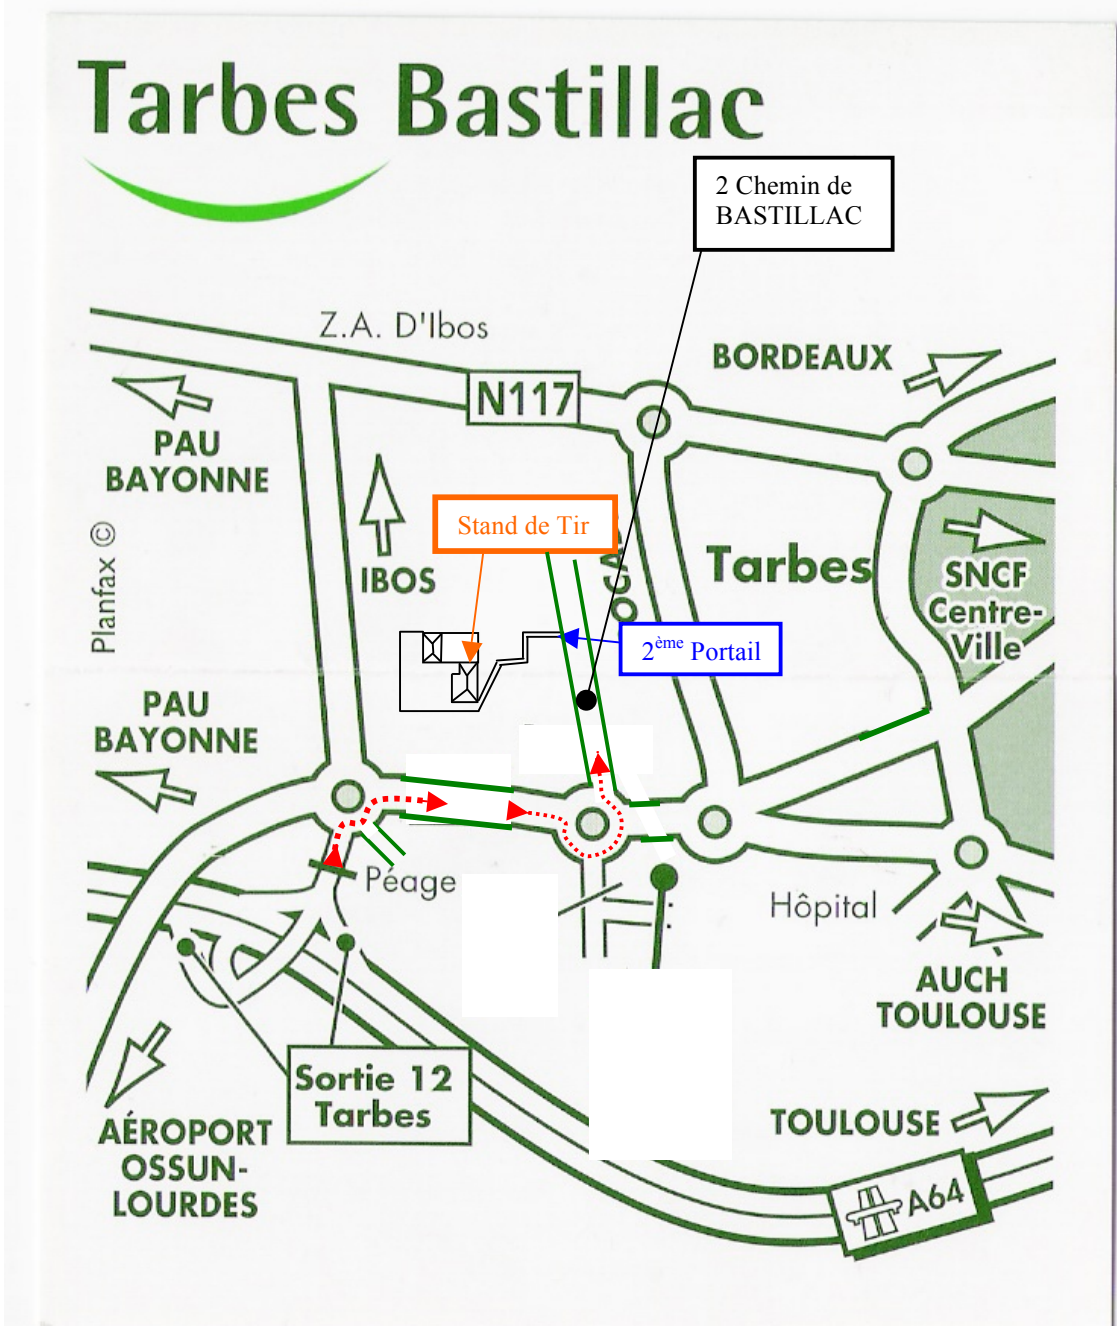 Tarbes Bastillac
2 Chemin de
BASTILLAC
Z.A. D'Ibos
BORDEAUX
N117
PAU
BAYONNE
Stand de Tir
IBOS
Tarbes
SNCF
Centre-
Ville
Planfax ©
2ème Portail
PAU
BAYONNE
Péage
Hôpital
AUCH
TOULOUSE
Sortie 12
Tarbes
TOULOUSE
AÉROPORT
OSSUN-
LOURDES
A64